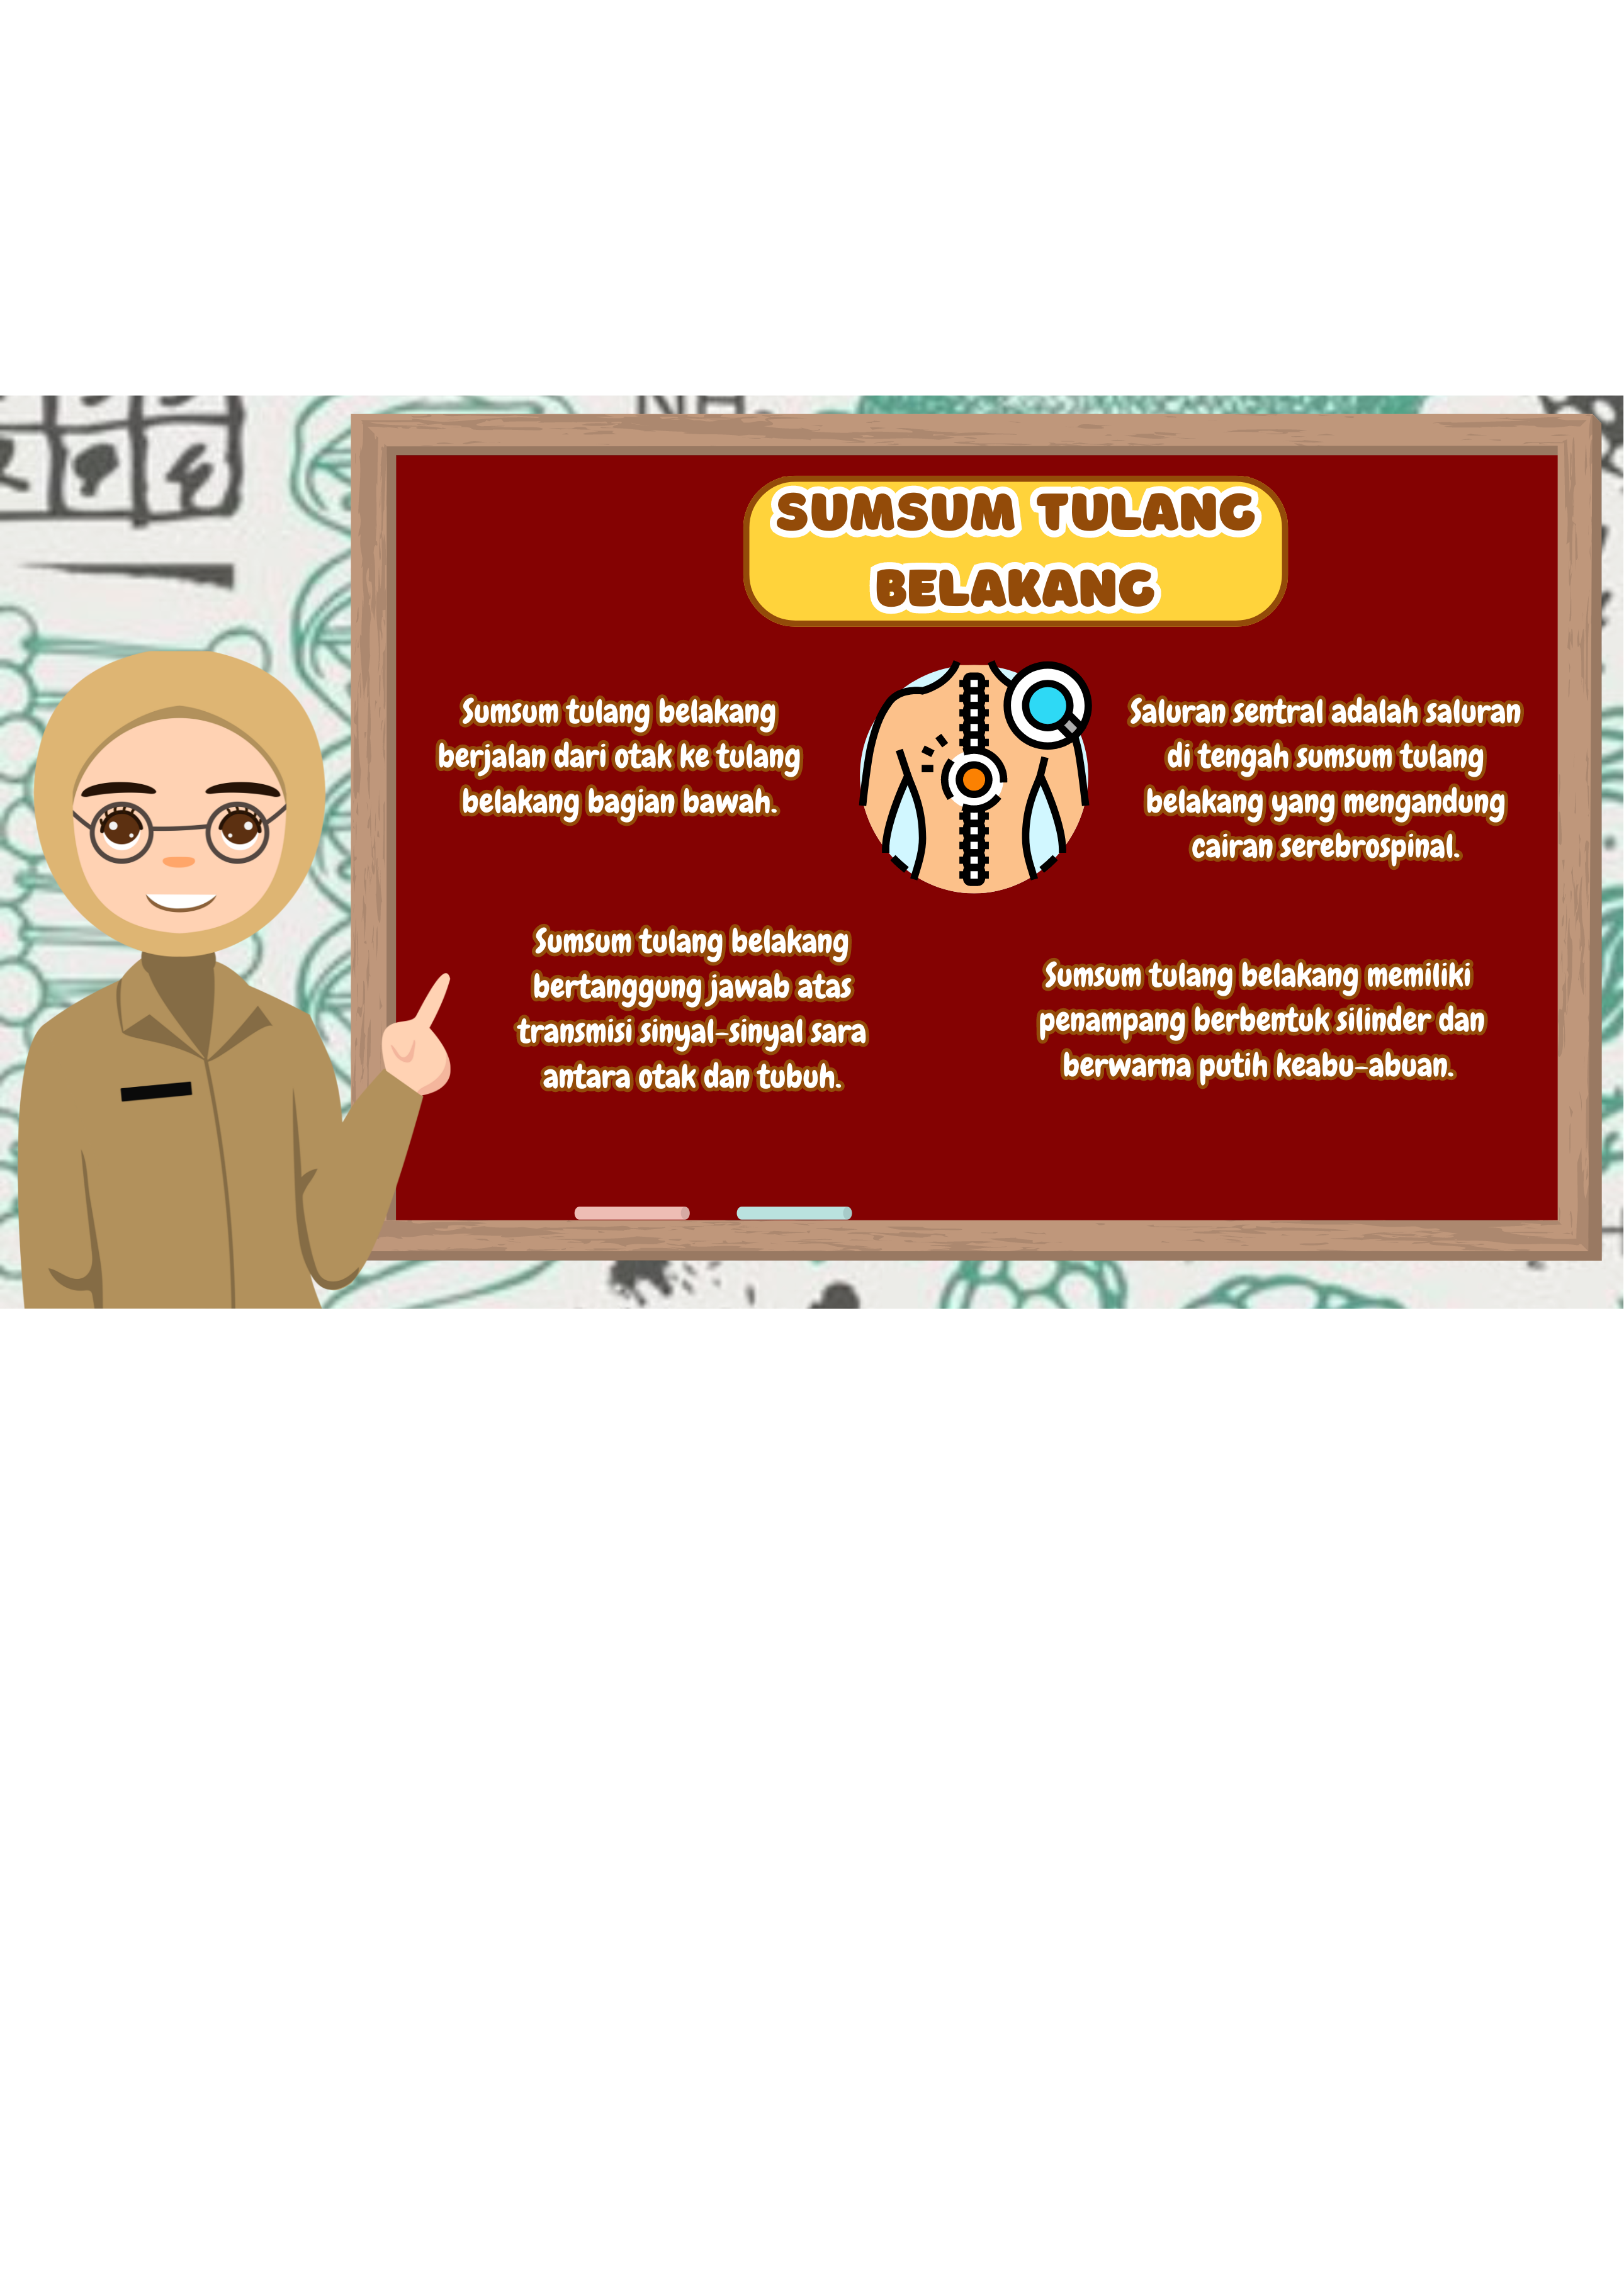 SUMSUM TULANG
BELAKANG
Sumsum tulang belakang
berjalan dari otak ke tulang
belakang bagian bawah.
Saluran sentral adalah saluran
di tengah sumsum tulang
belakang yang mengandung
cairan serebrospinal.
Sumsum tulang belakang
bertanggung jawab atas
transmisi sinyal-sinyal sara
antara otak dan tubuh.
Sumsum tulang belakang memiliki
penampang berbentuk silinder dan
berwarna putih keabu-abuan.